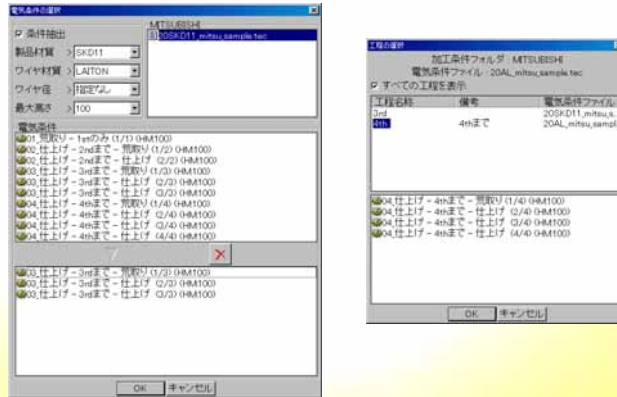 電気条件の選択
条件抽出
製品材質 > SKD11
ワイヤ材質 > LAITON
ワイヤ径 > 指定なし
最大高さ > 100
MITSUBISHI
20SKD11_mitsu_sample.tec
電気条件
01_荒取り - 1stのみ (1/1) (HM100)
02_仕上げ - 2ndまで - 荒取り (1/2) (HM100)
02_仕上げ - 2ndまで - 仕上げ (2/2) (HM100)
03_仕上げ - 3rdまで - 荒取り (1/3) (HM100)
03_仕上げ - 3rdまで - 仕上げ (2/3) (HM100)
03_仕上げ - 3rdまで - 仕上げ (3/3) (HM100)
04_仕上げ - 4thまで - 荒取り (1/4) (HM100)
04_仕上げ - 4thまで - 仕上げ (2/4) (HM100)
04_仕上げ - 4thまで - 仕上げ (3/4) (HM100)
04_仕上げ - 4thまで - 仕上げ (4/4) (HM100)
03_仕上げ - 3rdまで - 荒取り (1/3) (HM100)
03_仕上げ - 3rdまで - 仕上げ (2/3) (HM100)
03_仕上げ - 3rdまで - 仕上げ (3/3) (HM100)
OK キャンセル
工程の選択
加工条件フォルダ : MITSUBISHI
電気条件ファイル : 20AL_mitsu_sample.tec
すべての工程を表示
工程名称 備考 電気条件ファイル
3rd 20SKD11_mitsu_s...
4th 4thまで 20AL_mitsu_sampl
04_仕上げ - 4thまで - 荒取り (1/4) (HM100)
04_仕上げ - 4thまで - 仕上げ (2/4) (HM100)
04_仕上げ - 4thまで - 仕上げ (3/4) (HM100)
04_仕上げ - 4thまで - 仕上げ (4/4) (HM100)
OK キャンセル